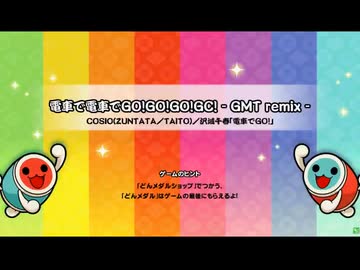 電車で電車でGO!GO!GO!GC! - GMT remix -
COSIO(ZUNTATA/TAITO)/沢城千春「電車でGO!」
ゲームのヒント
「どんメダルショップ」でつかう、
「どんメダル」はゲームの最後にもらえるよ!